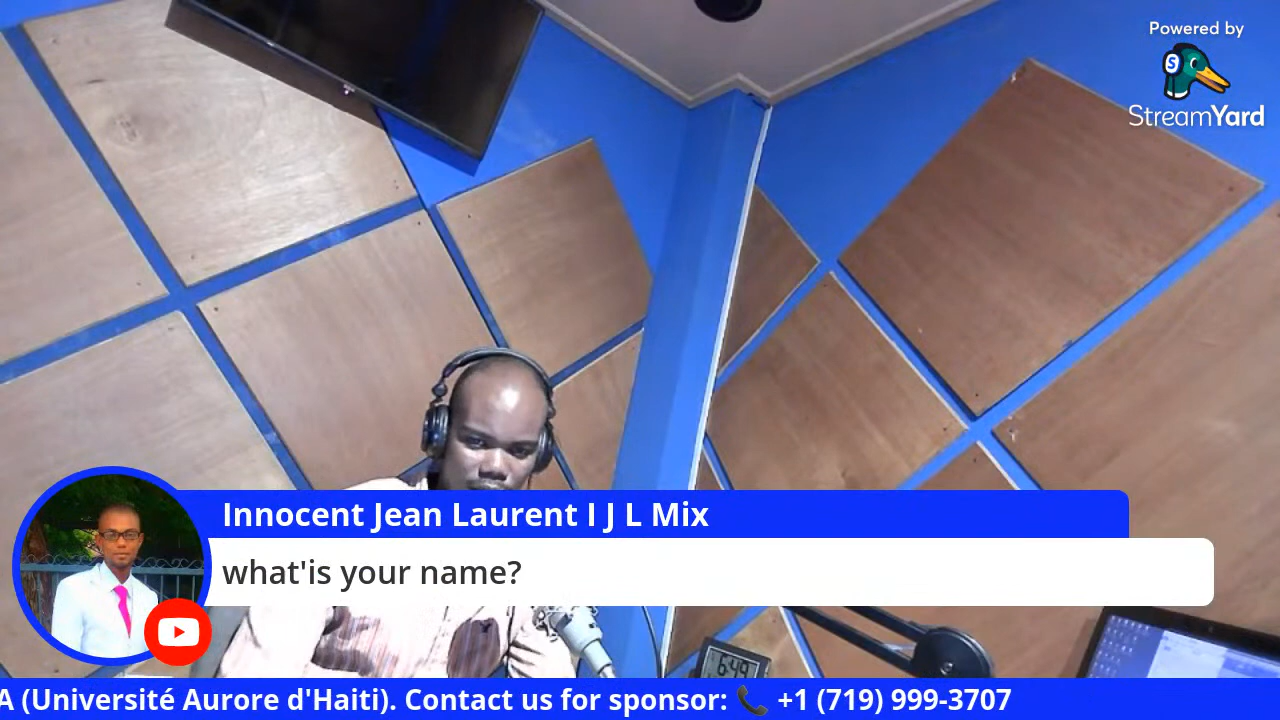 Powered by
StreamYard
Innocent Jean Laurent I J L Mix
what'is your name?
6:49
A (Université Aurore d'Haiti). Contact us for sponsor: 📞 +1 (719) 999-3707